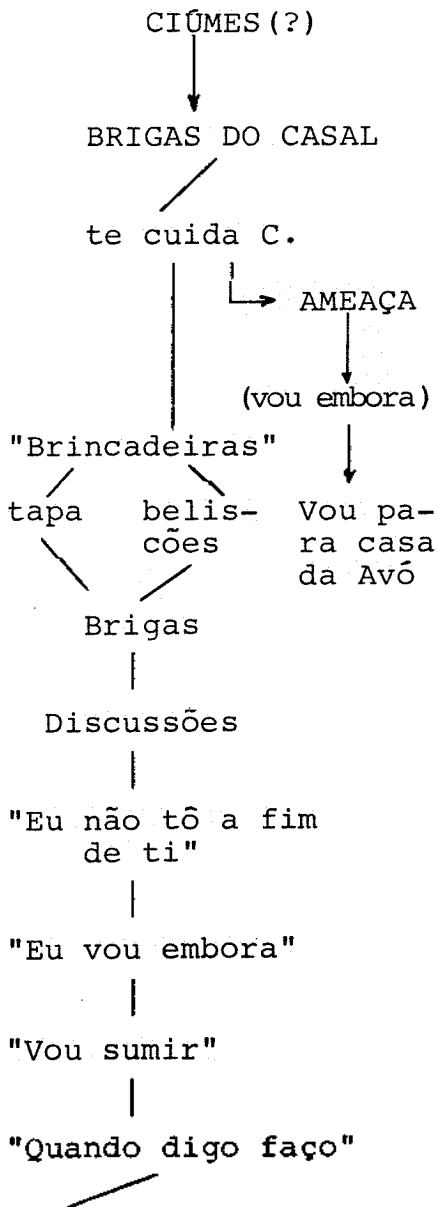 CIÚMES(?)
BRIGAS DO CASAL
te cuida C.
AMEAÇA
(vou embora)
"Brincadeiras"
tapa
belis-
cões
Vou pa-
ra casa
da Avó
Brigas
Discussões
"Eu não tô a fim
de ti"
"Eu vou embora"
"Vou sumir"
"Quando digo faço"